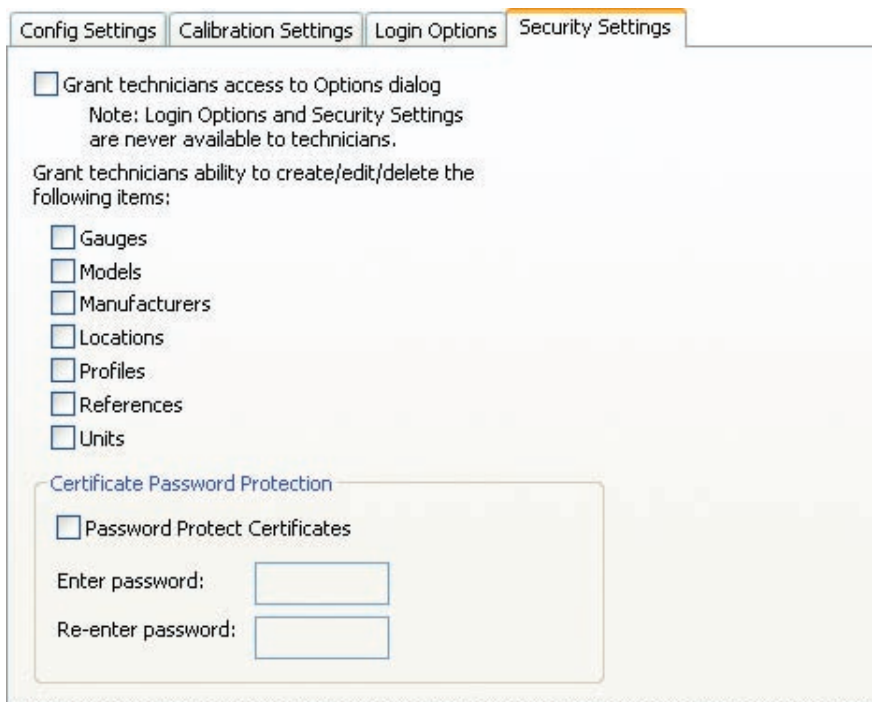 Config Settings Calibration Settings Login Options Security Settings
Grant technicians access to Options dialog
Note: Login Options and Security Settings
are never available to technicians.
Grant technicians ability to create/edit/delete the
following items:
Gauges
Models
Manufacturers
Locations
Profiles
References
Units
Certificate Password Protection
Password Protect Certificates
Enter password:
Re-enter password: